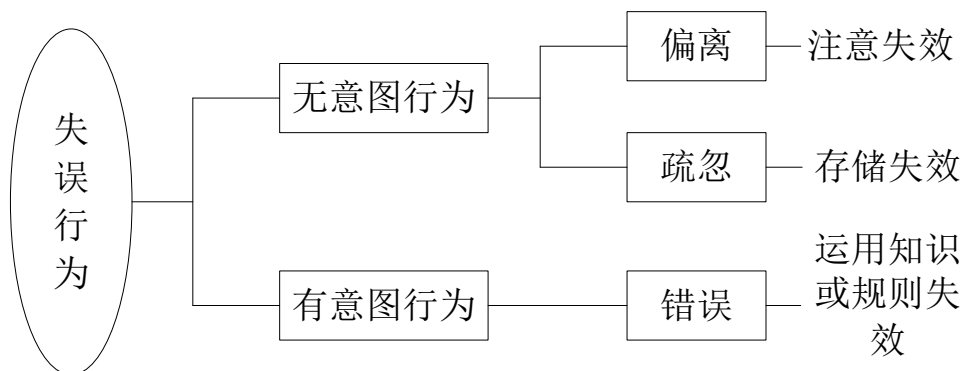 失误行为
无意图行为
偏离
注意失效
疏忽
存储失效
有意图行为
错误
运用知识
或规则失
效